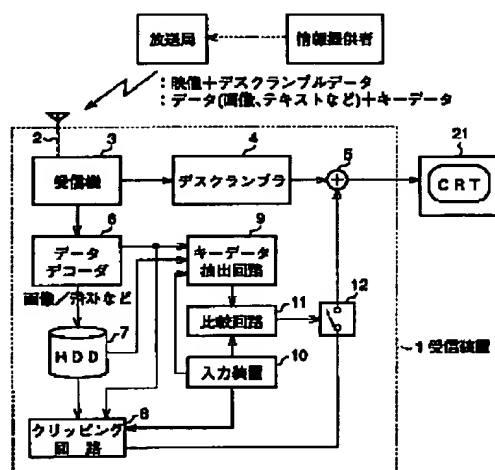 放送局
情報提供者
：映像＋デスクランブルデータ
：データ(画像、テキストなど)＋キーデータ
2
3
受信機
4
デスクランブラ
5
21
CRT
6
データ
デコーダ
9
キーデータ
抽出回路
画像／テストなど
7
HDD
比較回路
11
12
10
入力装置
1 受信装置
8
クリッピング
回路